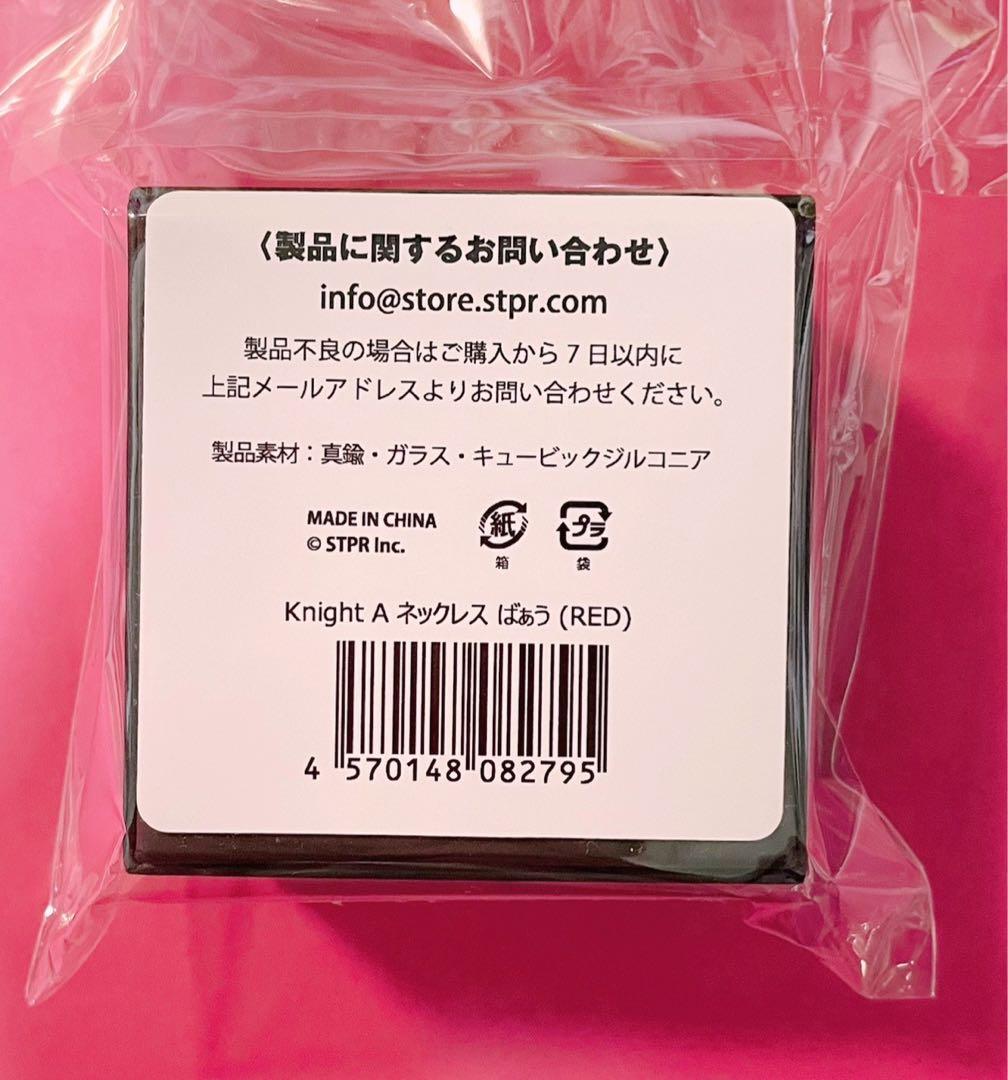 〈製品に関するお問い合わせ〉
info@store.stpr.com
製品不良の場合はご購入から 7 日以内に
上記メールアドレスよりお問い合わせください。
製品素材：真鍮・ガラス・キュービックジルコニア
MADE IN CHINA
© STPR Inc.
紙
箱
プラ
袋
Knight A ネックレス ばぁう (RED)
4 570148 082795